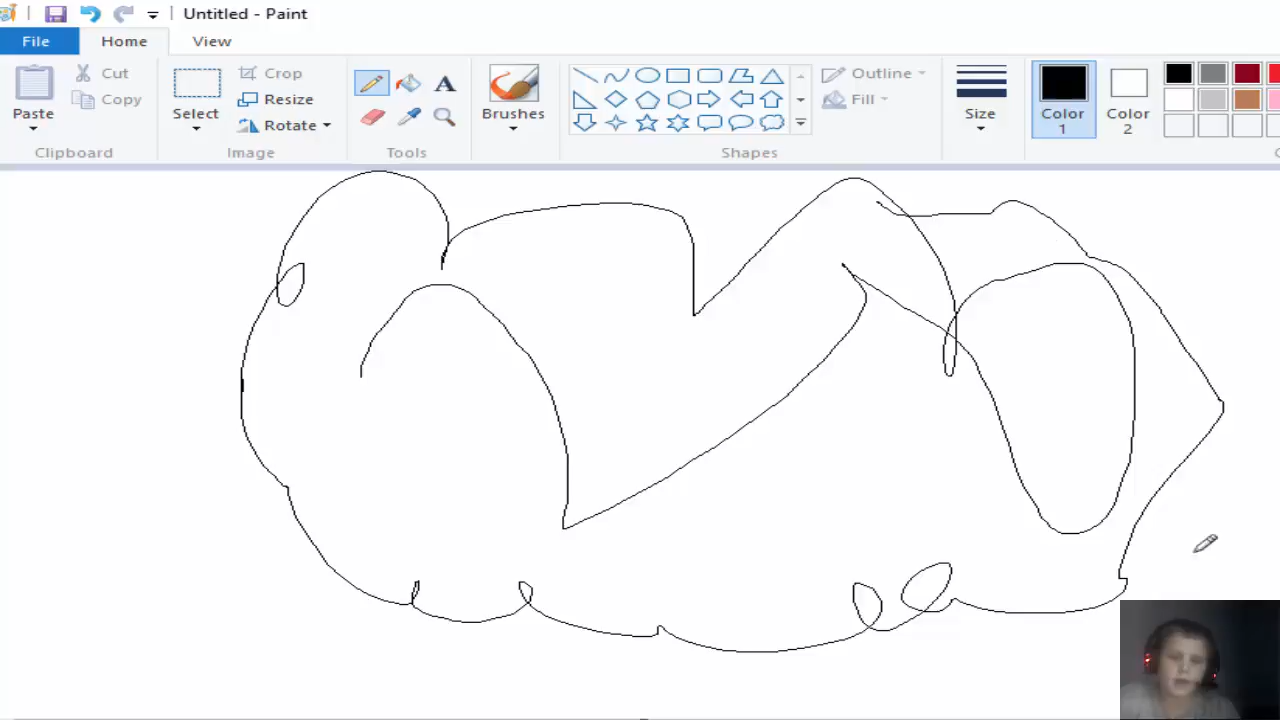 Untitled - Paint
File Home View
Paste Cut Copy Select Crop Resize Rotate A Brushes Outline Fill Size Color 1 Color 2
Clipboard Image Tools Shapes